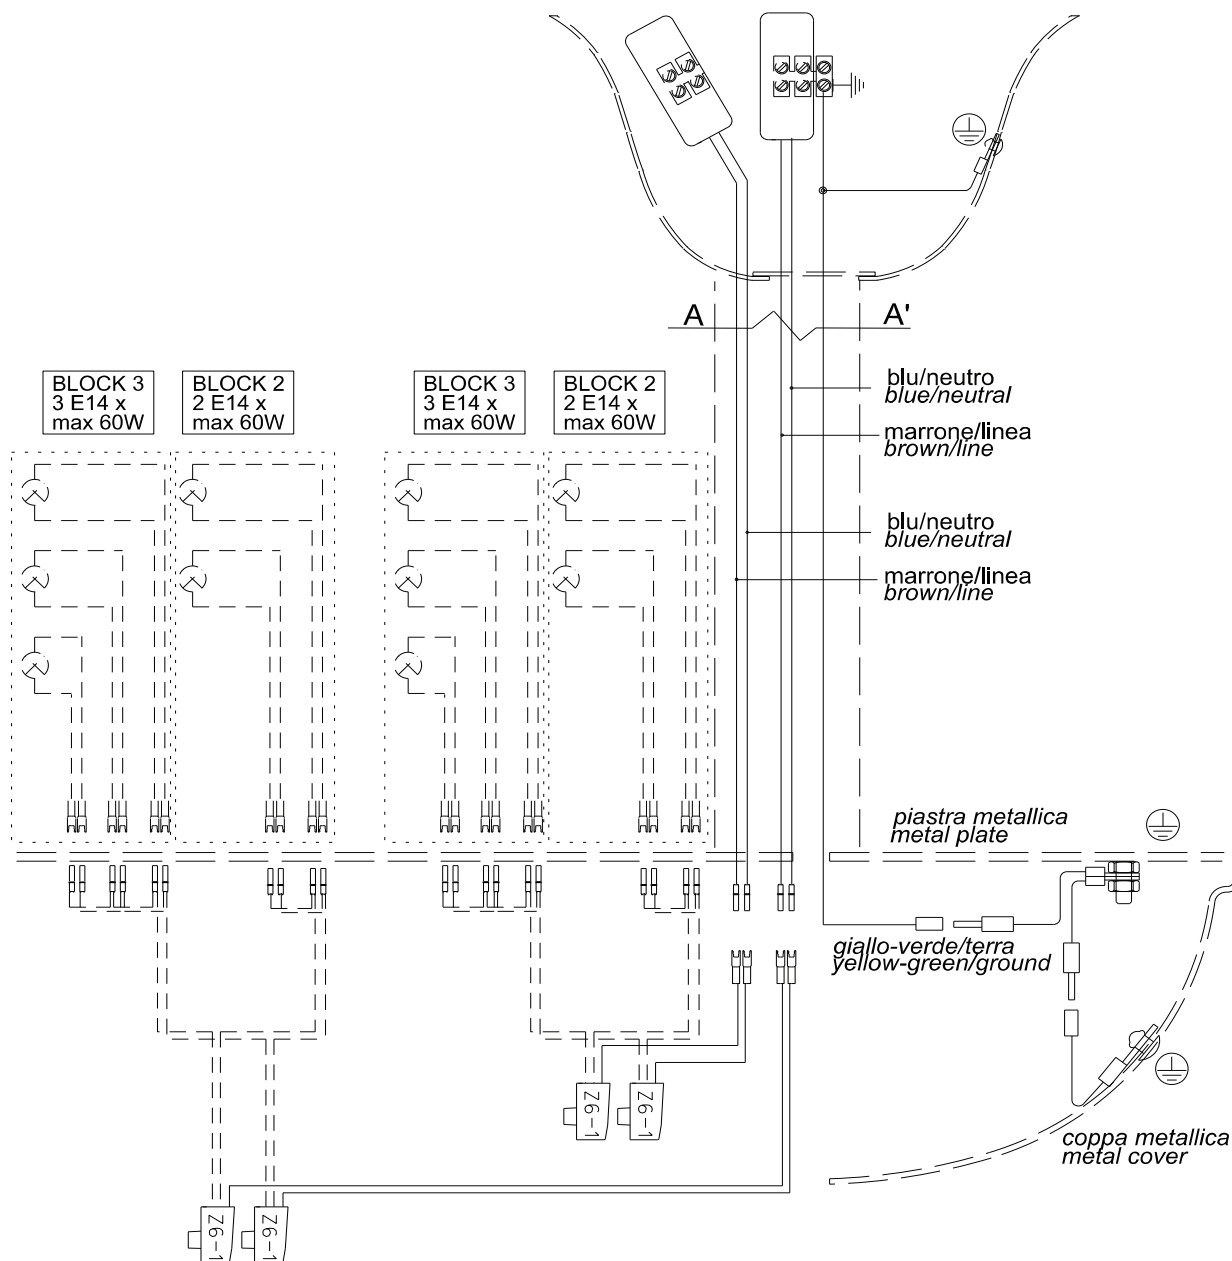 A
A'
BLOCK 3
3 E14 x
max 60W
BLOCK 2
2 E14 x
max 60W
BLOCK 3
3 E14 x
max 60W
BLOCK 2
2 E14 x
max 60W
blu/neutro
blue/neutral
marrone/linea
brown/line
blu/neutro
blue/neutral
marrone/linea
brown/line
piastra metallica
metal plate
giallo-verde/terra
yellow-green/ground
Z6-1
Z6-1
coppa metallica
metal cover
Z6-1
Z6-1